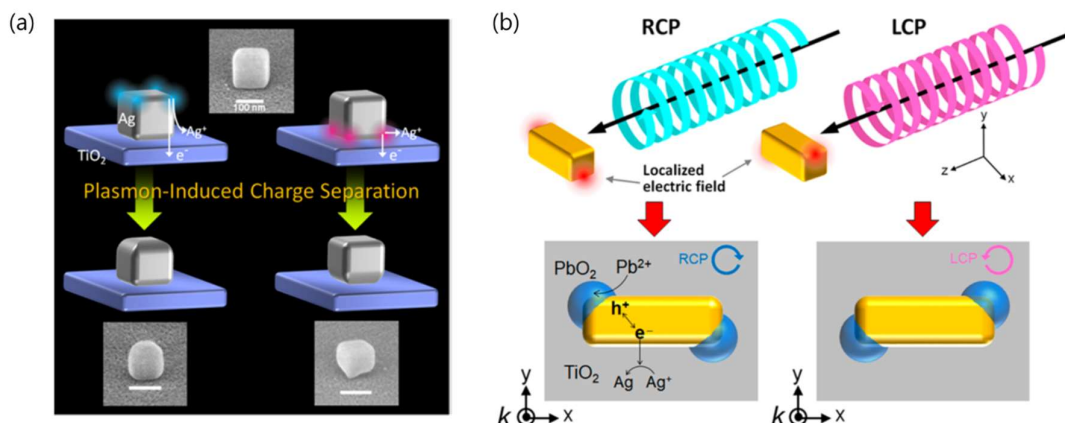 (a)
100 nm
Ag
Ag⁺
TiO₂
e⁻
Ag⁺
e⁻
Plasmon-Induced Charge Separation
(b)
RCP
LCP
Localized
electric field
y
z
x
PbO₂
Pb²⁺
RCP
h⁺
e⁻
TiO₂
Ag
Ag⁺
y
k
x
LCP
y
k
x